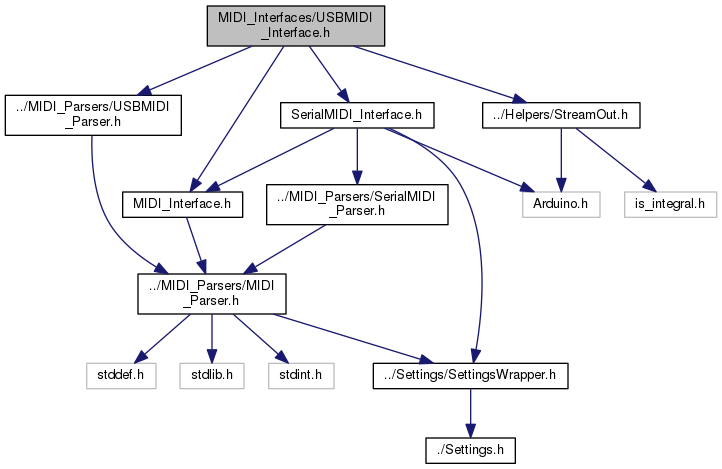 MIDI_Interfaces/USBMIDI
_Interface.h
../MIDI_Parsers/USBMIDI
_Parser.h
SerialMIDI_Interface.h
../Helpers/StreamOut.h
MIDI_Interface.h
../MIDI_Parsers/SerialMIDI
_Parser.h
Arduino.h
is_integral.h
../MIDI_Parsers/MIDI
_Parser.h
stddef.h
stdlib.h
stdint.h
../Settings/SettingsWrapper.h
./Settings.h